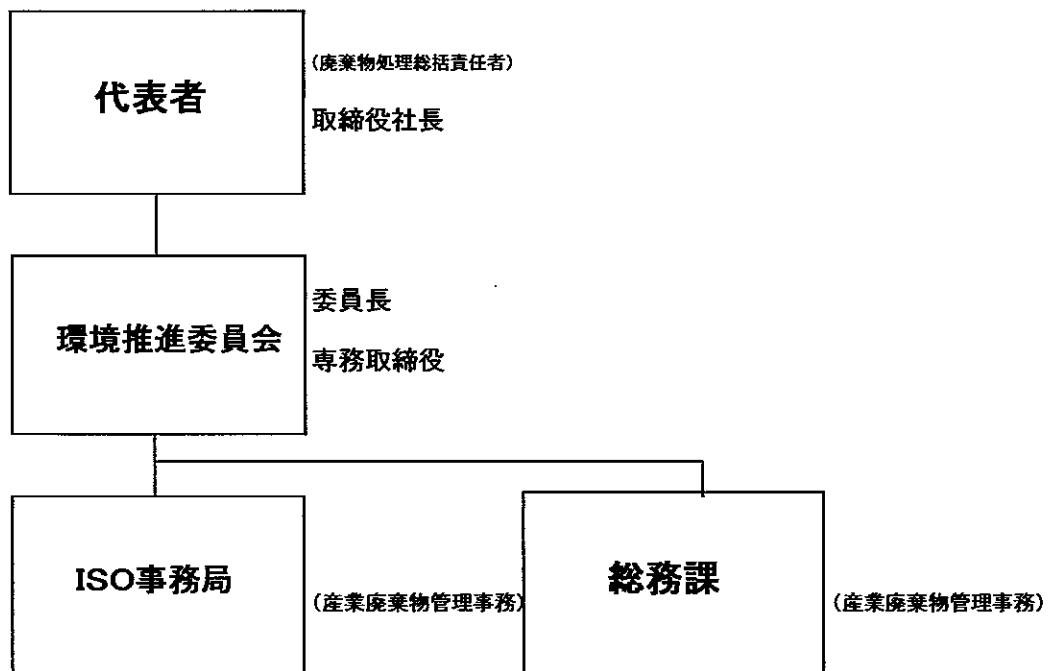 (廃棄物処理総括責任者)
代表者
取締役社長
委員長
環境推進委員会
専務取締役
ISO事務局
(産業廃棄物管理事務)
総務課
(産業廃棄物管理事務)